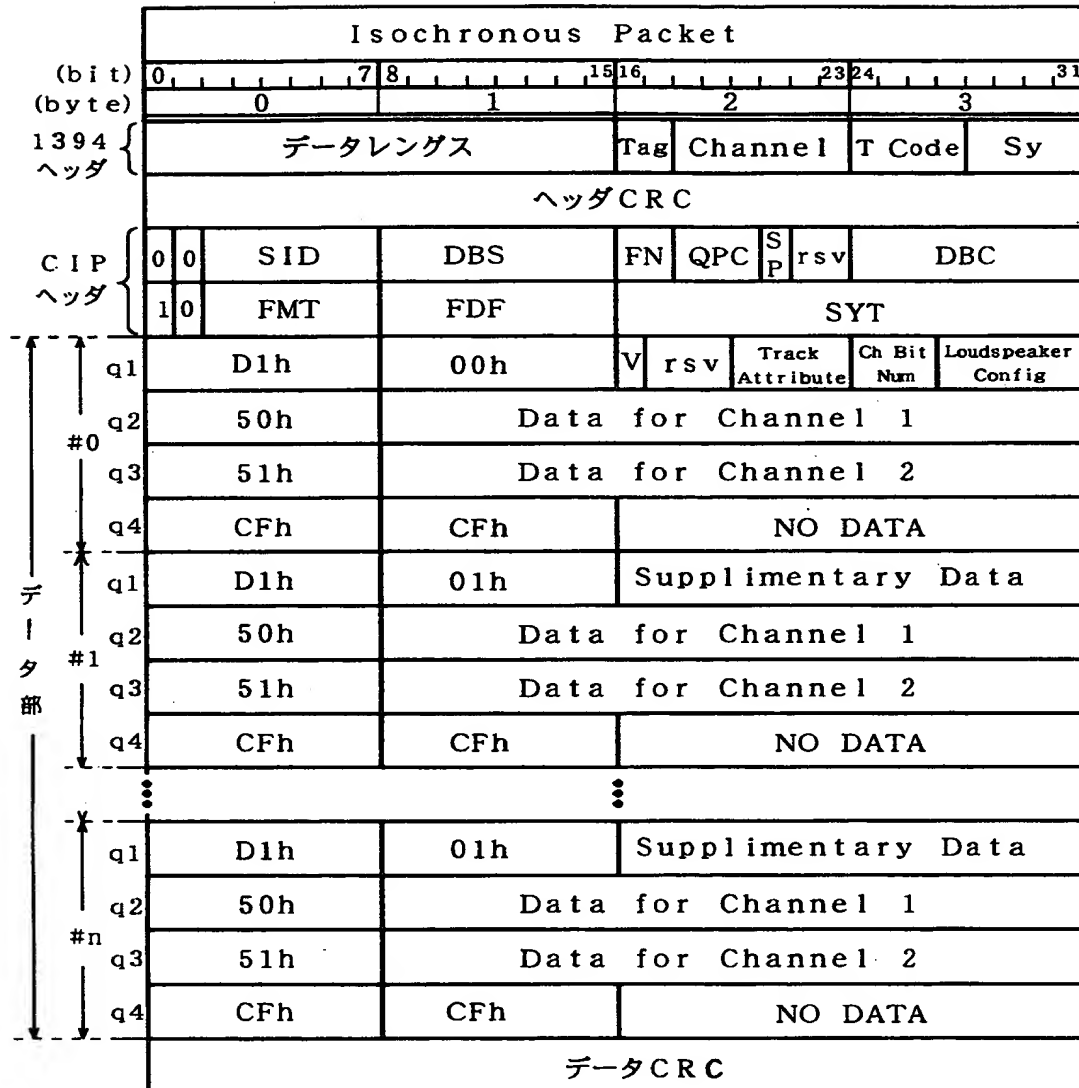 Isochronous Packet
(bit) 0 7 8 15 16 23 24 31
(byte) 0 1 2 3
1394 ヘッダ データレングス Tag Channel T Code Sy
ヘッダCRC
CIP ヘッダ 0 0 SID DBS FN QPC SP rsv DBC
1 0 FMT FDF SYT
データ部
#0
q1 D1h 00h V rsv Track Attribute Ch Bit Num Loudspeaker Config
q2 50h Data for Channel 1
q3 51h Data for Channel 2
q4 CFh CFh NO DATA
#1
q1 D1h 01h Supplimentary Data
q2 50h Data for Channel 1
q3 51h Data for Channel 2
q4 CFh CFh NO DATA
#n
q1 D1h 01h Supplimentary Data
q2 50h Data for Channel 1
q3 51h Data for Channel 2
q4 CFh CFh NO DATA
データCRC